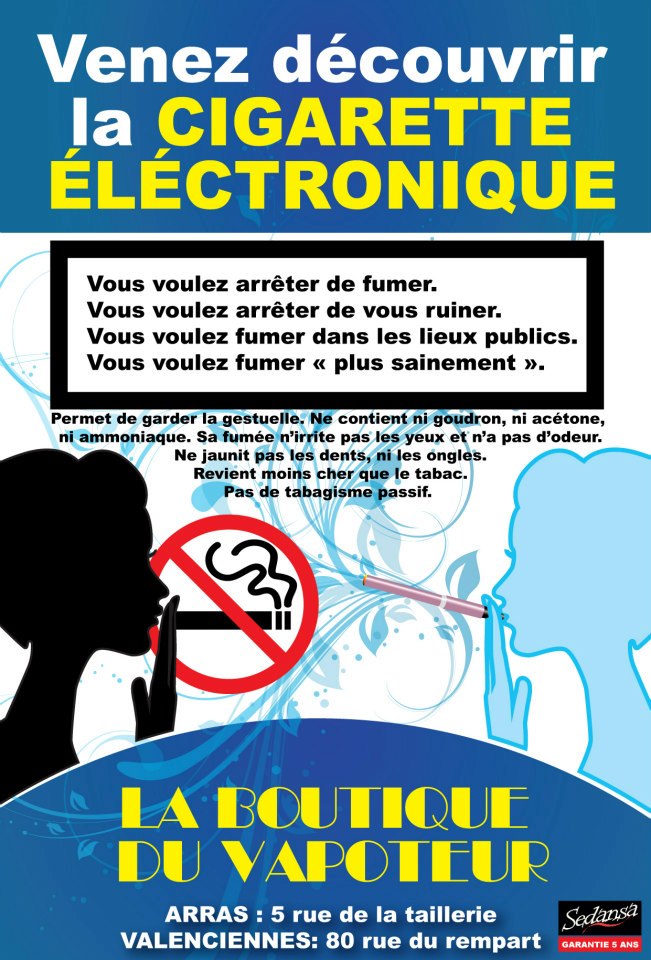 Venez découvrir
la CIGARETTE
ÉLÉCTRONIQUE
Vous voulez arrêter de fumer.
Vous voulez arrêter de vous ruiner.
Vous voulez fumer dans les lieux publics.
Vous voulez fumer « plus sainement ».
Permet de garder la gestuelle. Ne contient ni goudron, ni acétone,
ni ammoniaque. Sa fumée n'irrite pas les yeux et n'a pas d'odeur.
Ne jaunit pas les dents, ni les ongles.
Revient moins cher que le tabac.
Pas de tabagisme passif.
LA BOUTIQUE
DU VAPOTEUR
ARRAS : 5 rue de la taillerie
VALENCIENNES: 80 rue du rempart
Sedansa
GARANTIE 5 ANS